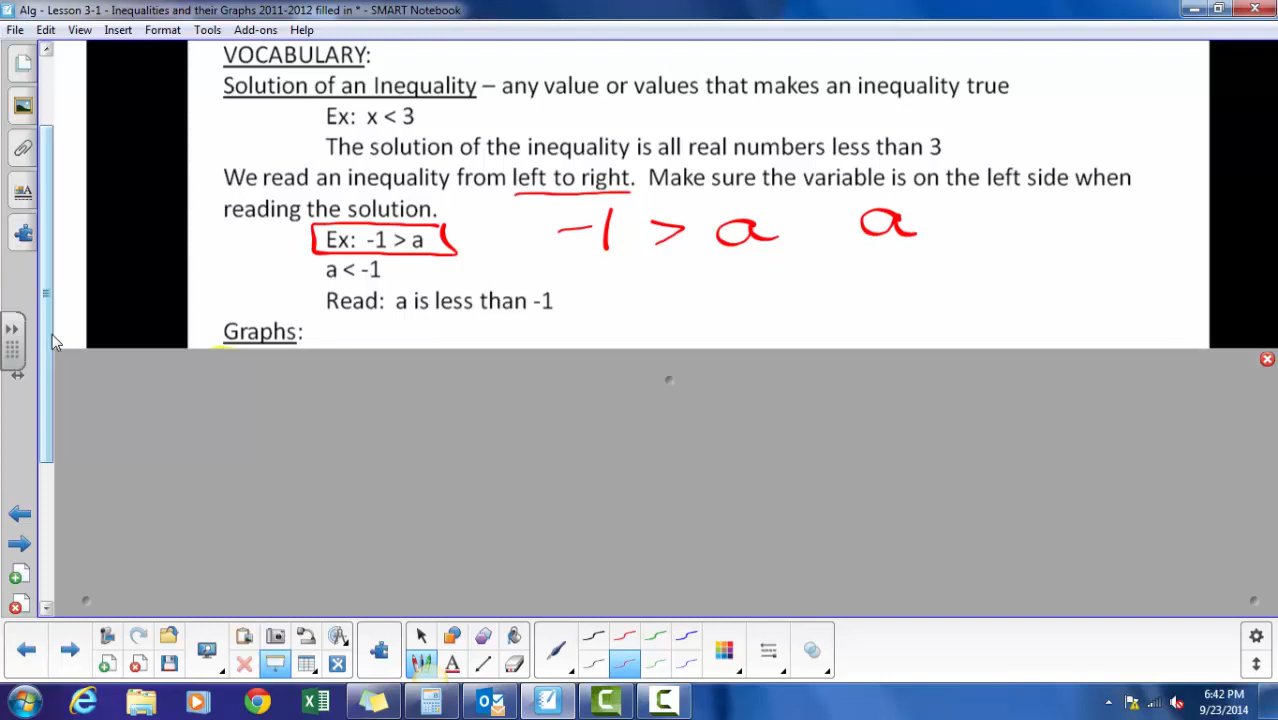 Alg - Lesson 3-1 - Inequalities and their Graphs 2011-2012 filled in * - SMART Notebook
File Edit View Insert Format Tools Add-ons Help
VOCABULARY:
Solution of an Inequality – any value or values that makes an inequality true
Ex: x < 3
The solution of the inequality is all real numbers less than 3
We read an inequality from left to right. Make sure the variable is on the left side when
reading the solution.
Ex: -1 > a -1 > a a
a < -1
Read: a is less than -1
Graphs:
6:42 PM
9/23/2014